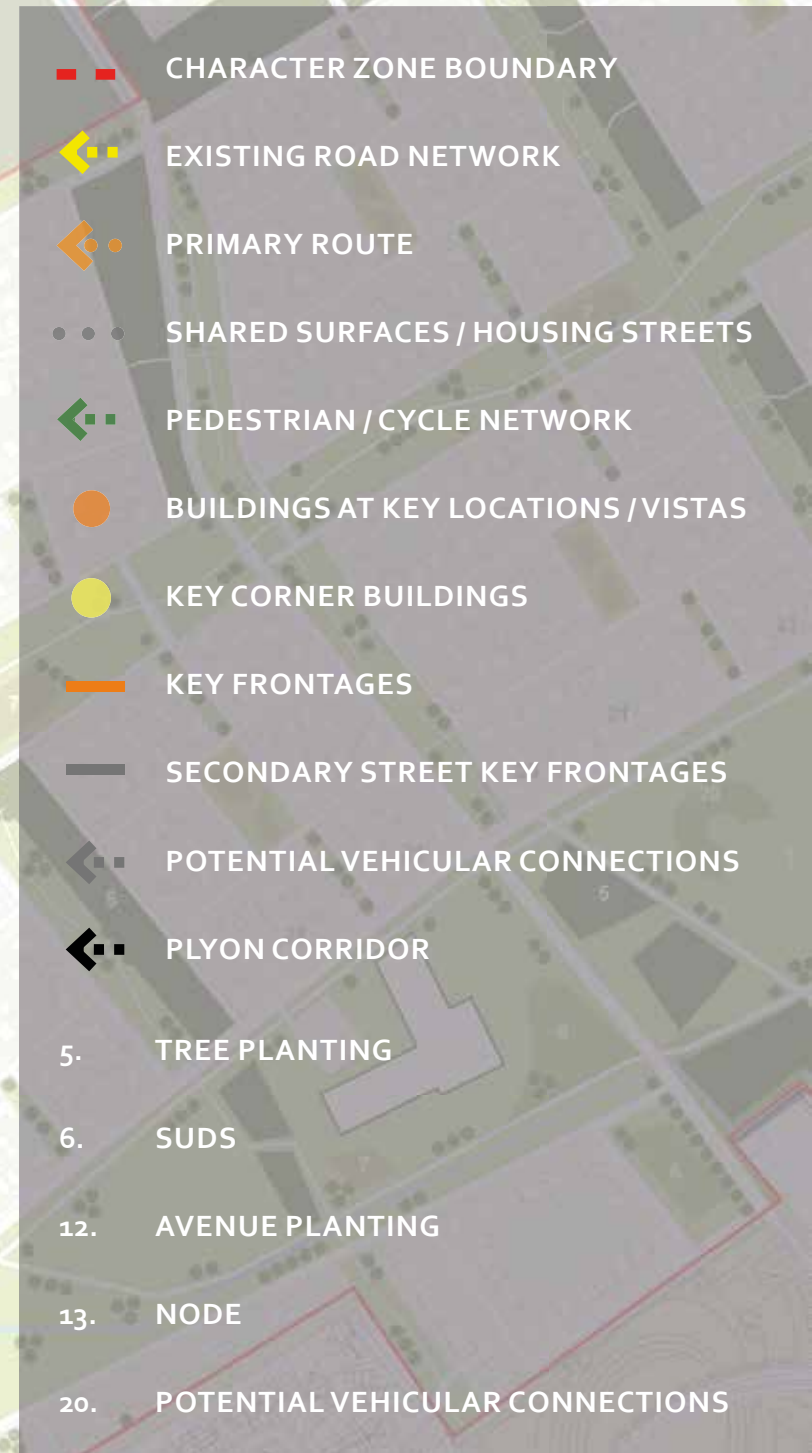 CHARACTER ZONE BOUNDARY
EXISTING ROAD NETWORK
PRIMARY ROUTE
SHARED SURFACES / HOUSING STREETS
PEDESTRIAN / CYCLE NETWORK
BUILDINGS AT KEY LOCATIONS / VISTAS
KEY CORNER BUILDINGS
KEY FRONTAGES
SECONDARY STREET KEY FRONTAGES
POTENTIAL VEHICULAR CONNECTIONS
PLYON CORRIDOR
5. TREE PLANTING
6. SUDS
12. AVENUE PLANTING
13. NODE
20. POTENTIAL VEHICULAR CONNECTIONS